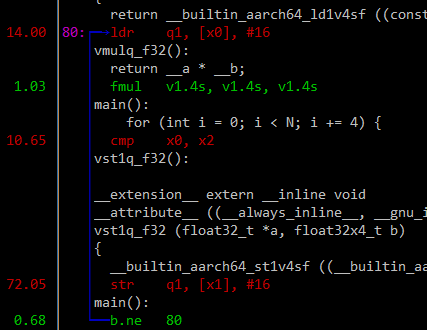 {
return __builtin_aarch64_ld1v4sf ((const
14.00 80: ldr q1, [x0], #16
vmulq_f32():
return __a * __b;
1.03 fmul v1.4s, v1.4s, v1.4s
main():
for (int i = 0; i < N; i += 4) {
10.65 cmp x0, x2
vst1q_f32():
__extension__ extern __inline void
__attribute__ ((__always_inline__, __gnu_i
vst1q_f32 (float32_t *a, float32x4_t b)
{
__builtin_aarch64_st1v4sf ((__builtin_aa
72.05 str q1, [x1], #16
main():
0.68 b.ne 80